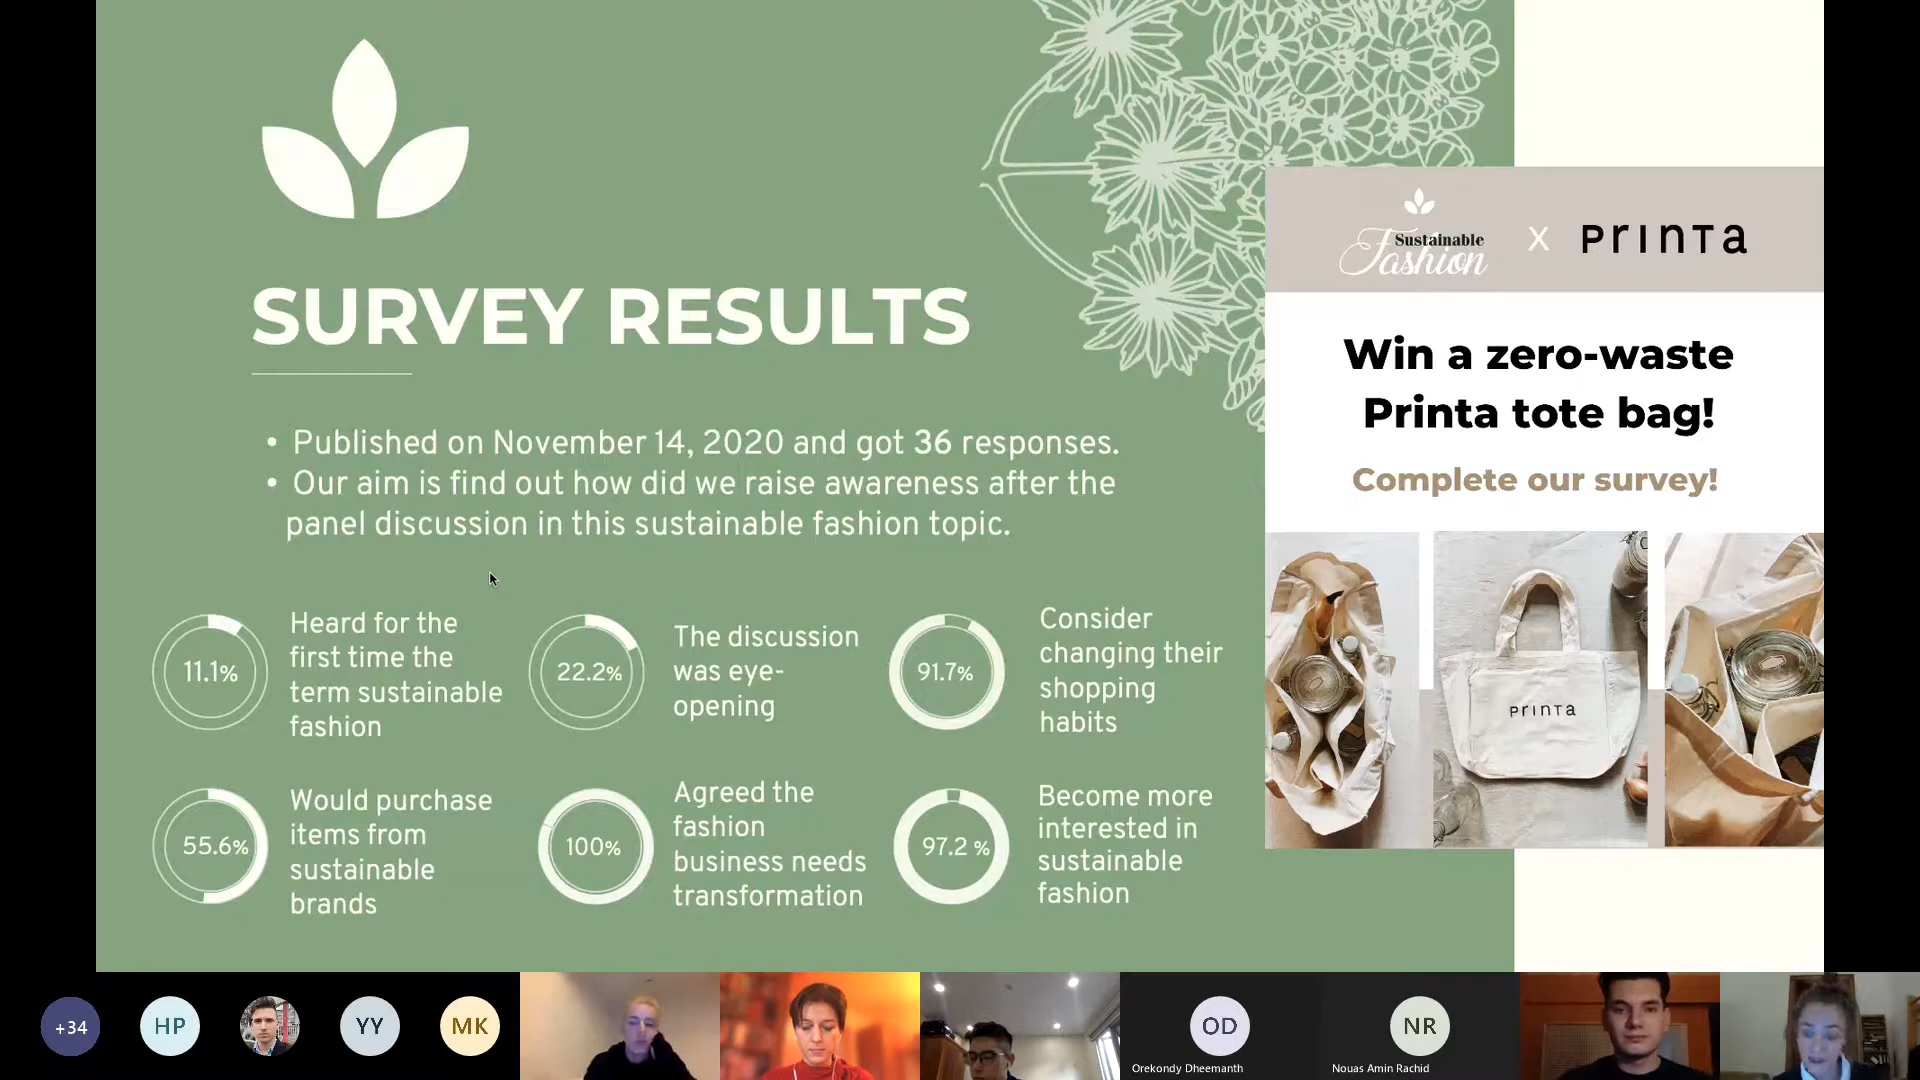 SURVEY RESULTS
• Published on November 14, 2020 and got 36 responses.
• Our aim is find out how did we raise awareness after the
panel discussion in this sustainable fashion topic.
11.1%
Heard for the
first time the
term sustainable
fashion
22.2%
The discussion
was eye-
opening
91.7%
Consider
changing their
shopping
habits
55.6%
Would purchase
items from
sustainable
brands
100%
Agreed the
fashion
business needs
transformation
97.2 %
Become more
interested in
sustainable
fashion
Sustainable
Fashion
X
PrInTa
Win a zero-waste
Printa tote bag!
Complete our survey!
PrInTa
+34
HP
YY
MK
OD
Orekondy Dheemanth
NR
Nouas Amin Rachid